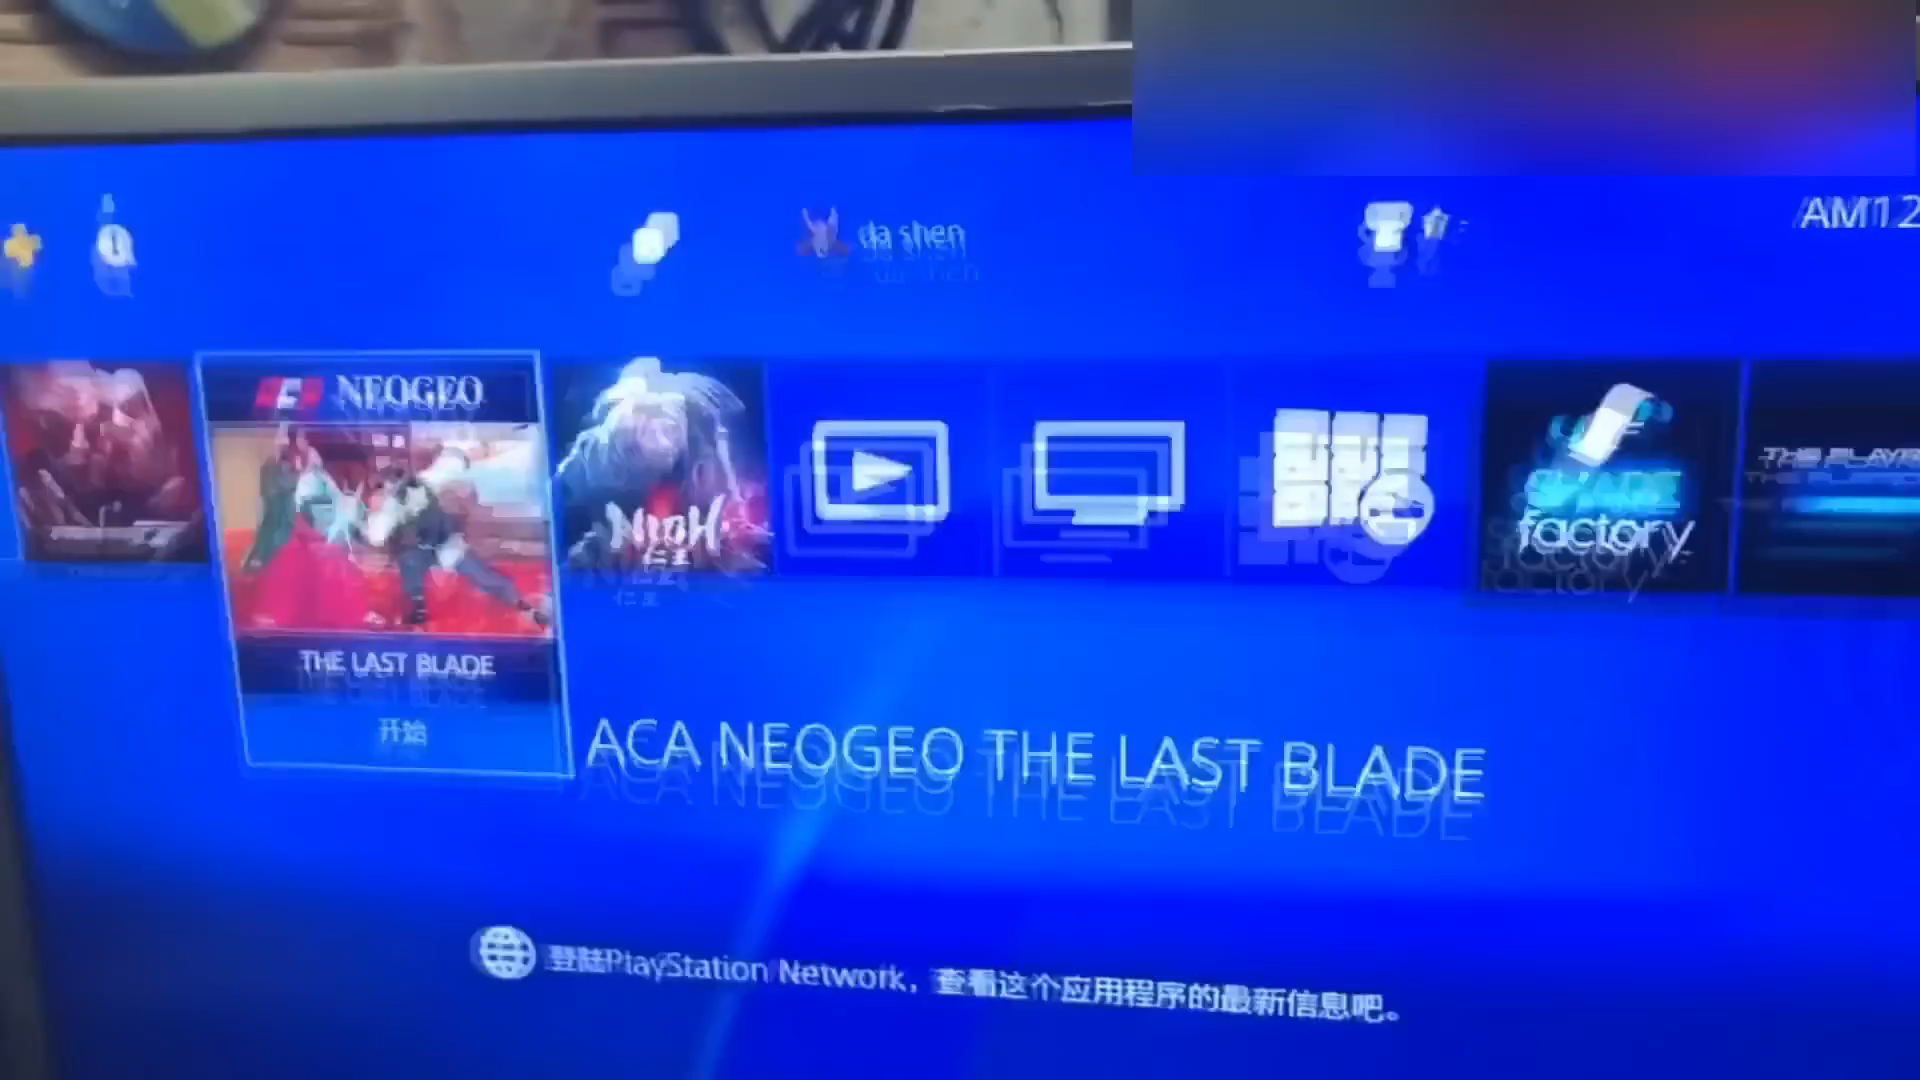 da shen
AM12
NEOGEO
THE LAST BLADE
开始
NIOH
仁王
SHARE
factory
ACA NEOGEO THE LAST BLADE
登陆PlayStation Network，查看这个应用程序的最新信息吧。